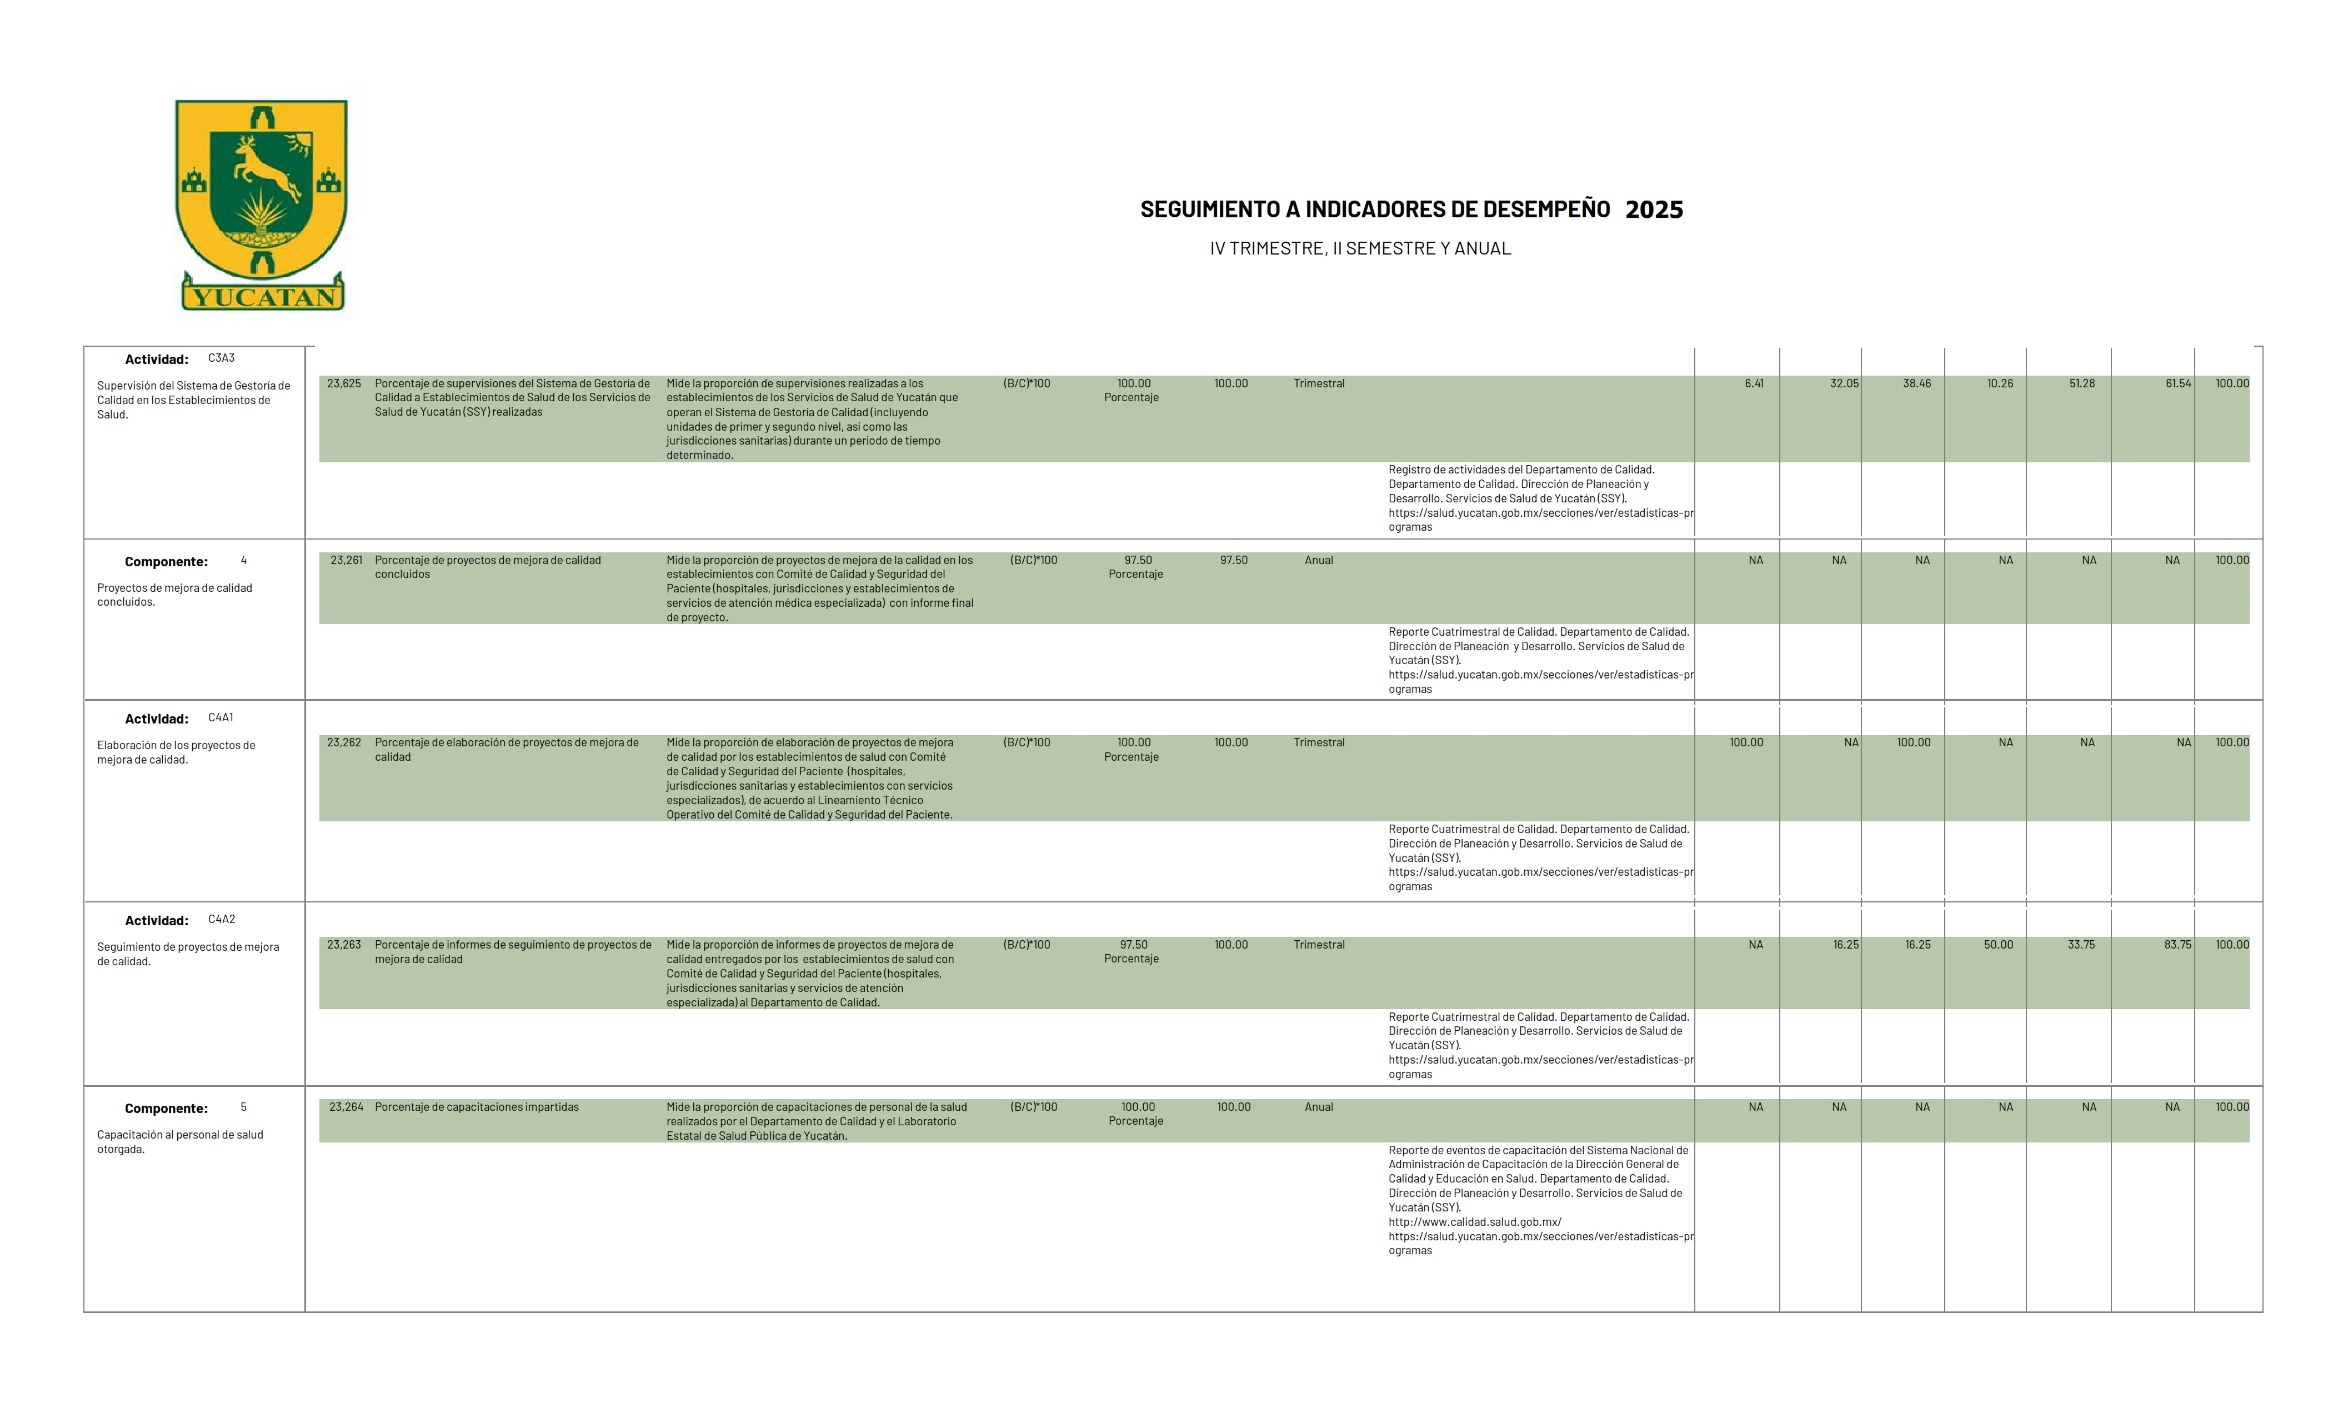 YUCATAN
SEGUIMIENTO A INDICADORES DE DESEMPEÑO 2025
IV TRIMESTRE, II SEMESTRE Y ANUAL
Actividad: C3A3
Supervisión del Sistema de Gestoría de
Calidad en los Establecimientos de
Salud.
23,625 Porcentaje de supervisiones del Sistema de Gestoría de Mide la proporción de supervisiones realizadas a los (B/C)*100 100.00 100.00 Trimestral 6.41 32.05 38.46 10.26 51.28 61.54 100.00
Calidad a Establecimientos de Salud de los Servicios de establecimientos de los Servicios de Salud de Yucatán que Porcentaje
Salud de Yucatán (SSY) realizadas operan el Sistema de Gestoría de Calidad (incluyendo
unidades de primer y segundo nivel, así como las
jurisdicciones sanitarias) durante un periodo de tiempo
determinado.
Registro de actividades del Departamento de Calidad.
Departamento de Calidad. Dirección de Planeación y
Desarrollo. Servicios de Salud de Yucatán (SSY).
https://salud.yucatan.gob.mx/secciones/ver/estadisticas-pr
ogramas
Componente: 4
Proyectos de mejora de calidad
concluidos.
23,261 Porcentaje de proyectos de mejora de calidad Mide la proporción de proyectos de mejora de la calidad en los (B/C)*100 97.50 97.50 Anual NA NA NA NA NA NA 100.00
concluidos establecimientos con Comité de Calidad y Seguridad del Porcentaje
Paciente (hospitales, jurisdicciones y establecimientos de
servicios de atención médica especializada) con informe final
de proyecto.
Reporte Cuatrimestral de Calidad. Departamento de Calidad.
Dirección de Planeación y Desarrollo. Servicios de Salud de
Yucatán (SSY).
https://salud.yucatan.gob.mx/secciones/ver/estadisticas-pr
ogramas
Actividad: C4A1
Elaboración de los proyectos de
mejora de calidad.
23,262 Porcentaje de elaboración de proyectos de mejora de Mide la proporción de elaboración de proyectos de mejora (B/C)*100 100.00 100.00 Trimestral 100.00 NA 100.00 NA NA NA 100.00
calidad de calidad por los establecimientos de salud con Comité Porcentaje
de Calidad y Seguridad del Paciente (hospitales,
jurisdicciones sanitarias y establecimientos con servicios
especializados), de acuerdo al Lineamiento Técnico
Operativo del Comité de Calidad y Seguridad del Paciente.
Reporte Cuatrimestral de Calidad. Departamento de Calidad.
Dirección de Planeación y Desarrollo. Servicios de Salud de
Yucatán (SSY).
https://salud.yucatan.gob.mx/secciones/ver/estadisticas-pr
ogramas
Actividad: C4A2
Seguimiento de proyectos de mejora
de calidad.
23,263 Porcentaje de informes de seguimiento de proyectos de Mide la proporción de informes de proyectos de mejora de (B/C)*100 97.50 100.00 Trimestral NA 16.25 16.25 50.00 33.75 83.75 100.00
mejora de calidad calidad entregados por los establecimientos de salud con Porcentaje
Comité de Calidad y Seguridad del Paciente (hospitales,
jurisdicciones sanitarias y servicios de atención
especializada) al Departamento de Calidad.
Reporte Cuatrimestral de Calidad. Departamento de Calidad.
Dirección de Planeación y Desarrollo. Servicios de Salud de
Yucatán (SSY).
https://salud.yucatan.gob.mx/secciones/ver/estadisticas-pr
ogramas
Componente: 5
Capacitación al personal de salud
otorgada.
23,264 Porcentaje de capacitaciones impartidas Mide la proporción de capacitaciones de personal de la salud (B/C)*100 100.00 100.00 Anual NA NA NA NA NA NA 100.00
realizados por el Departamento de Calidad y el Laboratorio Porcentaje
Estatal de Salud Pública de Yucatán.
Reporte de eventos de capacitación del Sistema Nacional de
Administración de Capacitación de la Dirección General de
Calidad y Educación en Salud. Departamento de Calidad.
Dirección de Planeación y Desarrollo. Servicios de Salud de
Yucatán (SSY).
http://www.calidad.salud.gob.mx/
https://salud.yucatan.gob.mx/secciones/ver/estadisticas-pr
ogramas